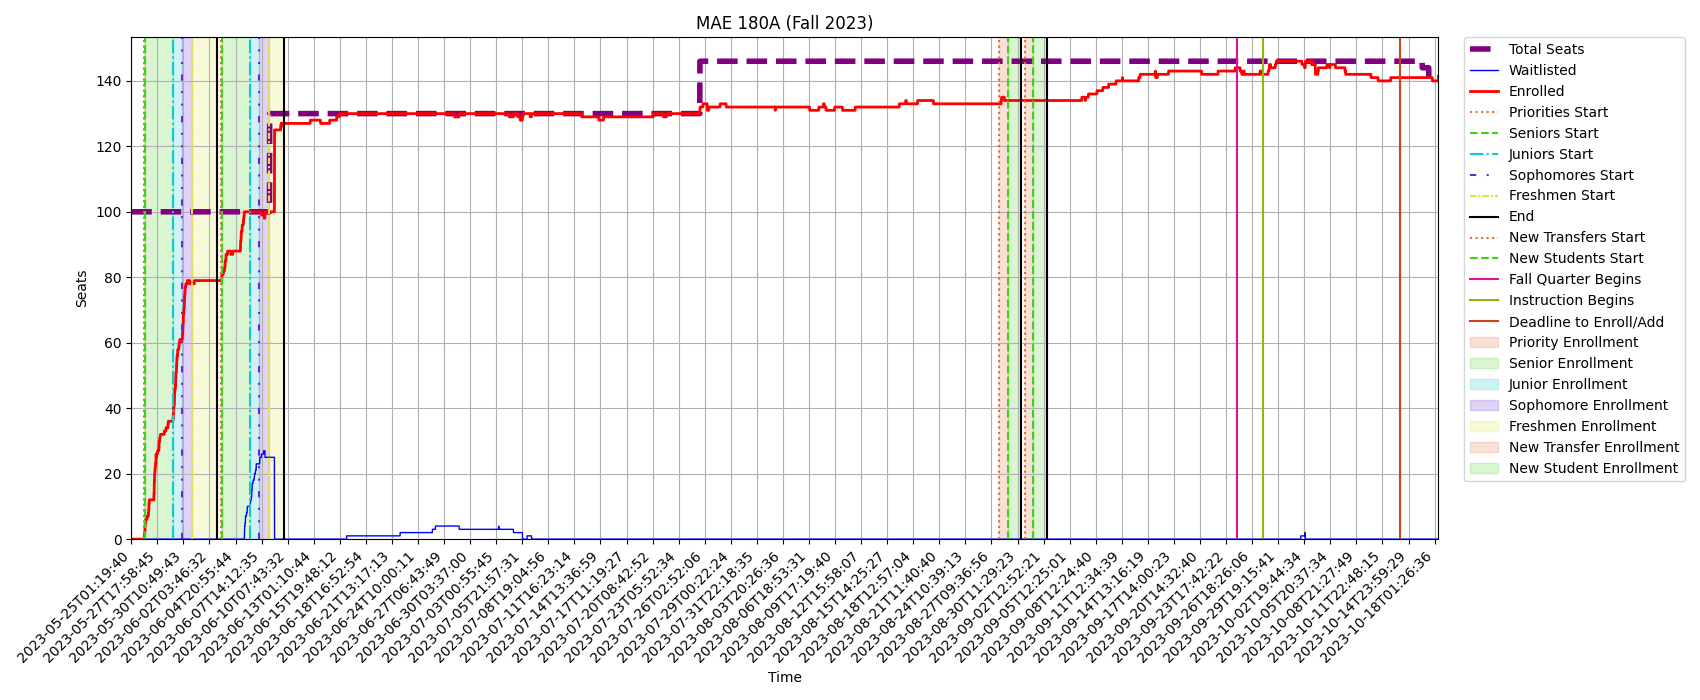 MAE 180A (Fall 2023)
Seats
140
120
100
80
60
40
20
0
2023-05-25T01:19:40
2023-05-27T17:58:45
2023-05-30T10:49:43
2023-06-02T03:46:32
2023-06-04T20:55:44
2023-06-07T14:12:35
2023-06-10T07:43:32
2023-06-13T01:10:44
2023-06-15T19:48:12
2023-06-18T16:52:54
2023-06-21T13:17:13
2023-06-24T10:00:11
2023-06-27T06:43:49
2023-06-30T03:37:00
2023-07-03T00:55:45
2023-07-05T21:57:31
2023-07-08T19:04:56
2023-07-11T16:23:14
2023-07-14T13:36:59
2023-07-17T11:19:27
2023-07-20T08:42:52
2023-07-23T05:52:34
2023-07-26T02:52:06
2023-07-29T00:22:24
2023-07-31T22:18:35
2023-08-03T20:26:36
2023-08-06T18:53:31
2023-08-09T17:19:40
2023-08-12T15:58:07
2023-08-15T14:25:27
2023-08-18T12:57:04
2023-08-21T11:40:40
2023-08-24T10:39:13
2023-08-27T09:36:56
2023-08-30T11:29:23
2023-09-02T12:52:21
2023-09-05T12:25:01
2023-09-08T12:24:40
2023-09-11T12:34:39
2023-09-14T13:16:19
2023-09-17T14:00:23
2023-09-20T14:32:40
2023-09-23T17:42:22
2023-09-26T18:26:06
2023-09-29T19:15:41
2023-10-02T19:44:34
2023-10-05T20:37:34
2023-10-08T21:27:49
2023-10-11T22:48:15
2023-10-14T23:59:29
2023-10-18T01:26:36
Time
Total Seats
Waitlisted
Enrolled
Priorities Start
Seniors Start
Juniors Start
Sophomores Start
Freshmen Start
End
New Transfers Start
New Students Start
Fall Quarter Begins
Instruction Begins
Deadline to Enroll/Add
Priority Enrollment
Senior Enrollment
Junior Enrollment
Sophomore Enrollment
Freshmen Enrollment
New Transfer Enrollment
New Student Enrollment